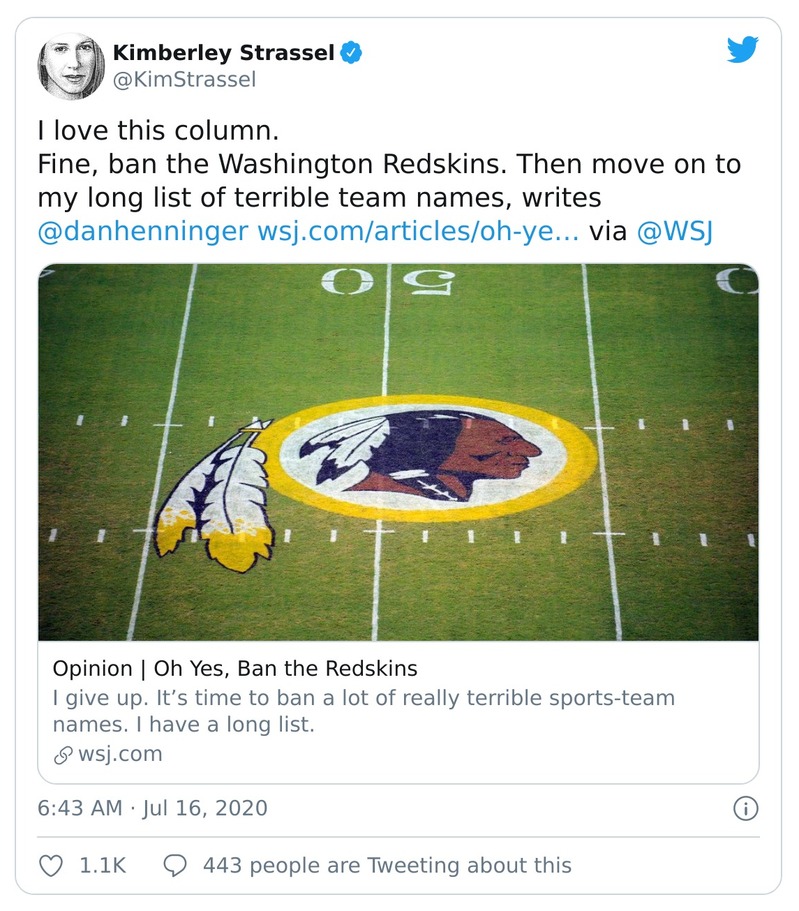 Kimberley Strassel
@KimStrassel
I love this column.
Fine, ban the Washington Redskins. Then move on to
my long list of terrible team names, writes
@danhenninger wsj.com/articles/oh-ye... via @WSJ
50
Opinion | Oh Yes, Ban the Redskins
I give up. It’s time to ban a lot of really terrible sports-team
names. I have a long list.
wsj.com
6:43 AM · Jul 16, 2020
1.1K 443 people are Tweeting about this